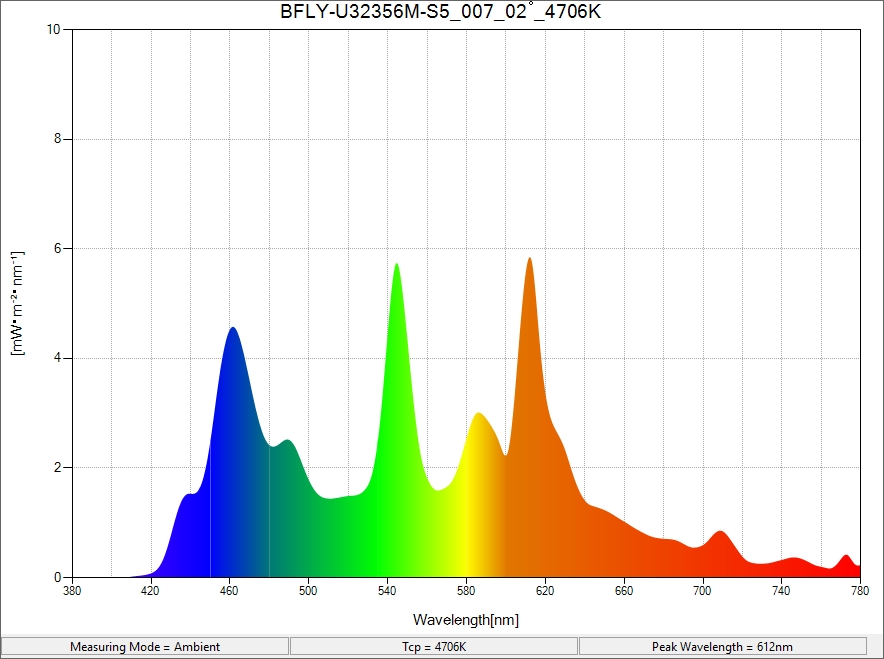 BFLY-U32356M-S5_007_02°_4706K
10
8
6
4
2
0
[mW•m⁻²•nm⁻¹]
380 420 460 500 540 580 620 660 700 740 780
Wavelength[nm]
Measuring Mode = Ambient Tcp = 4706K Peak Wavelength = 612nm